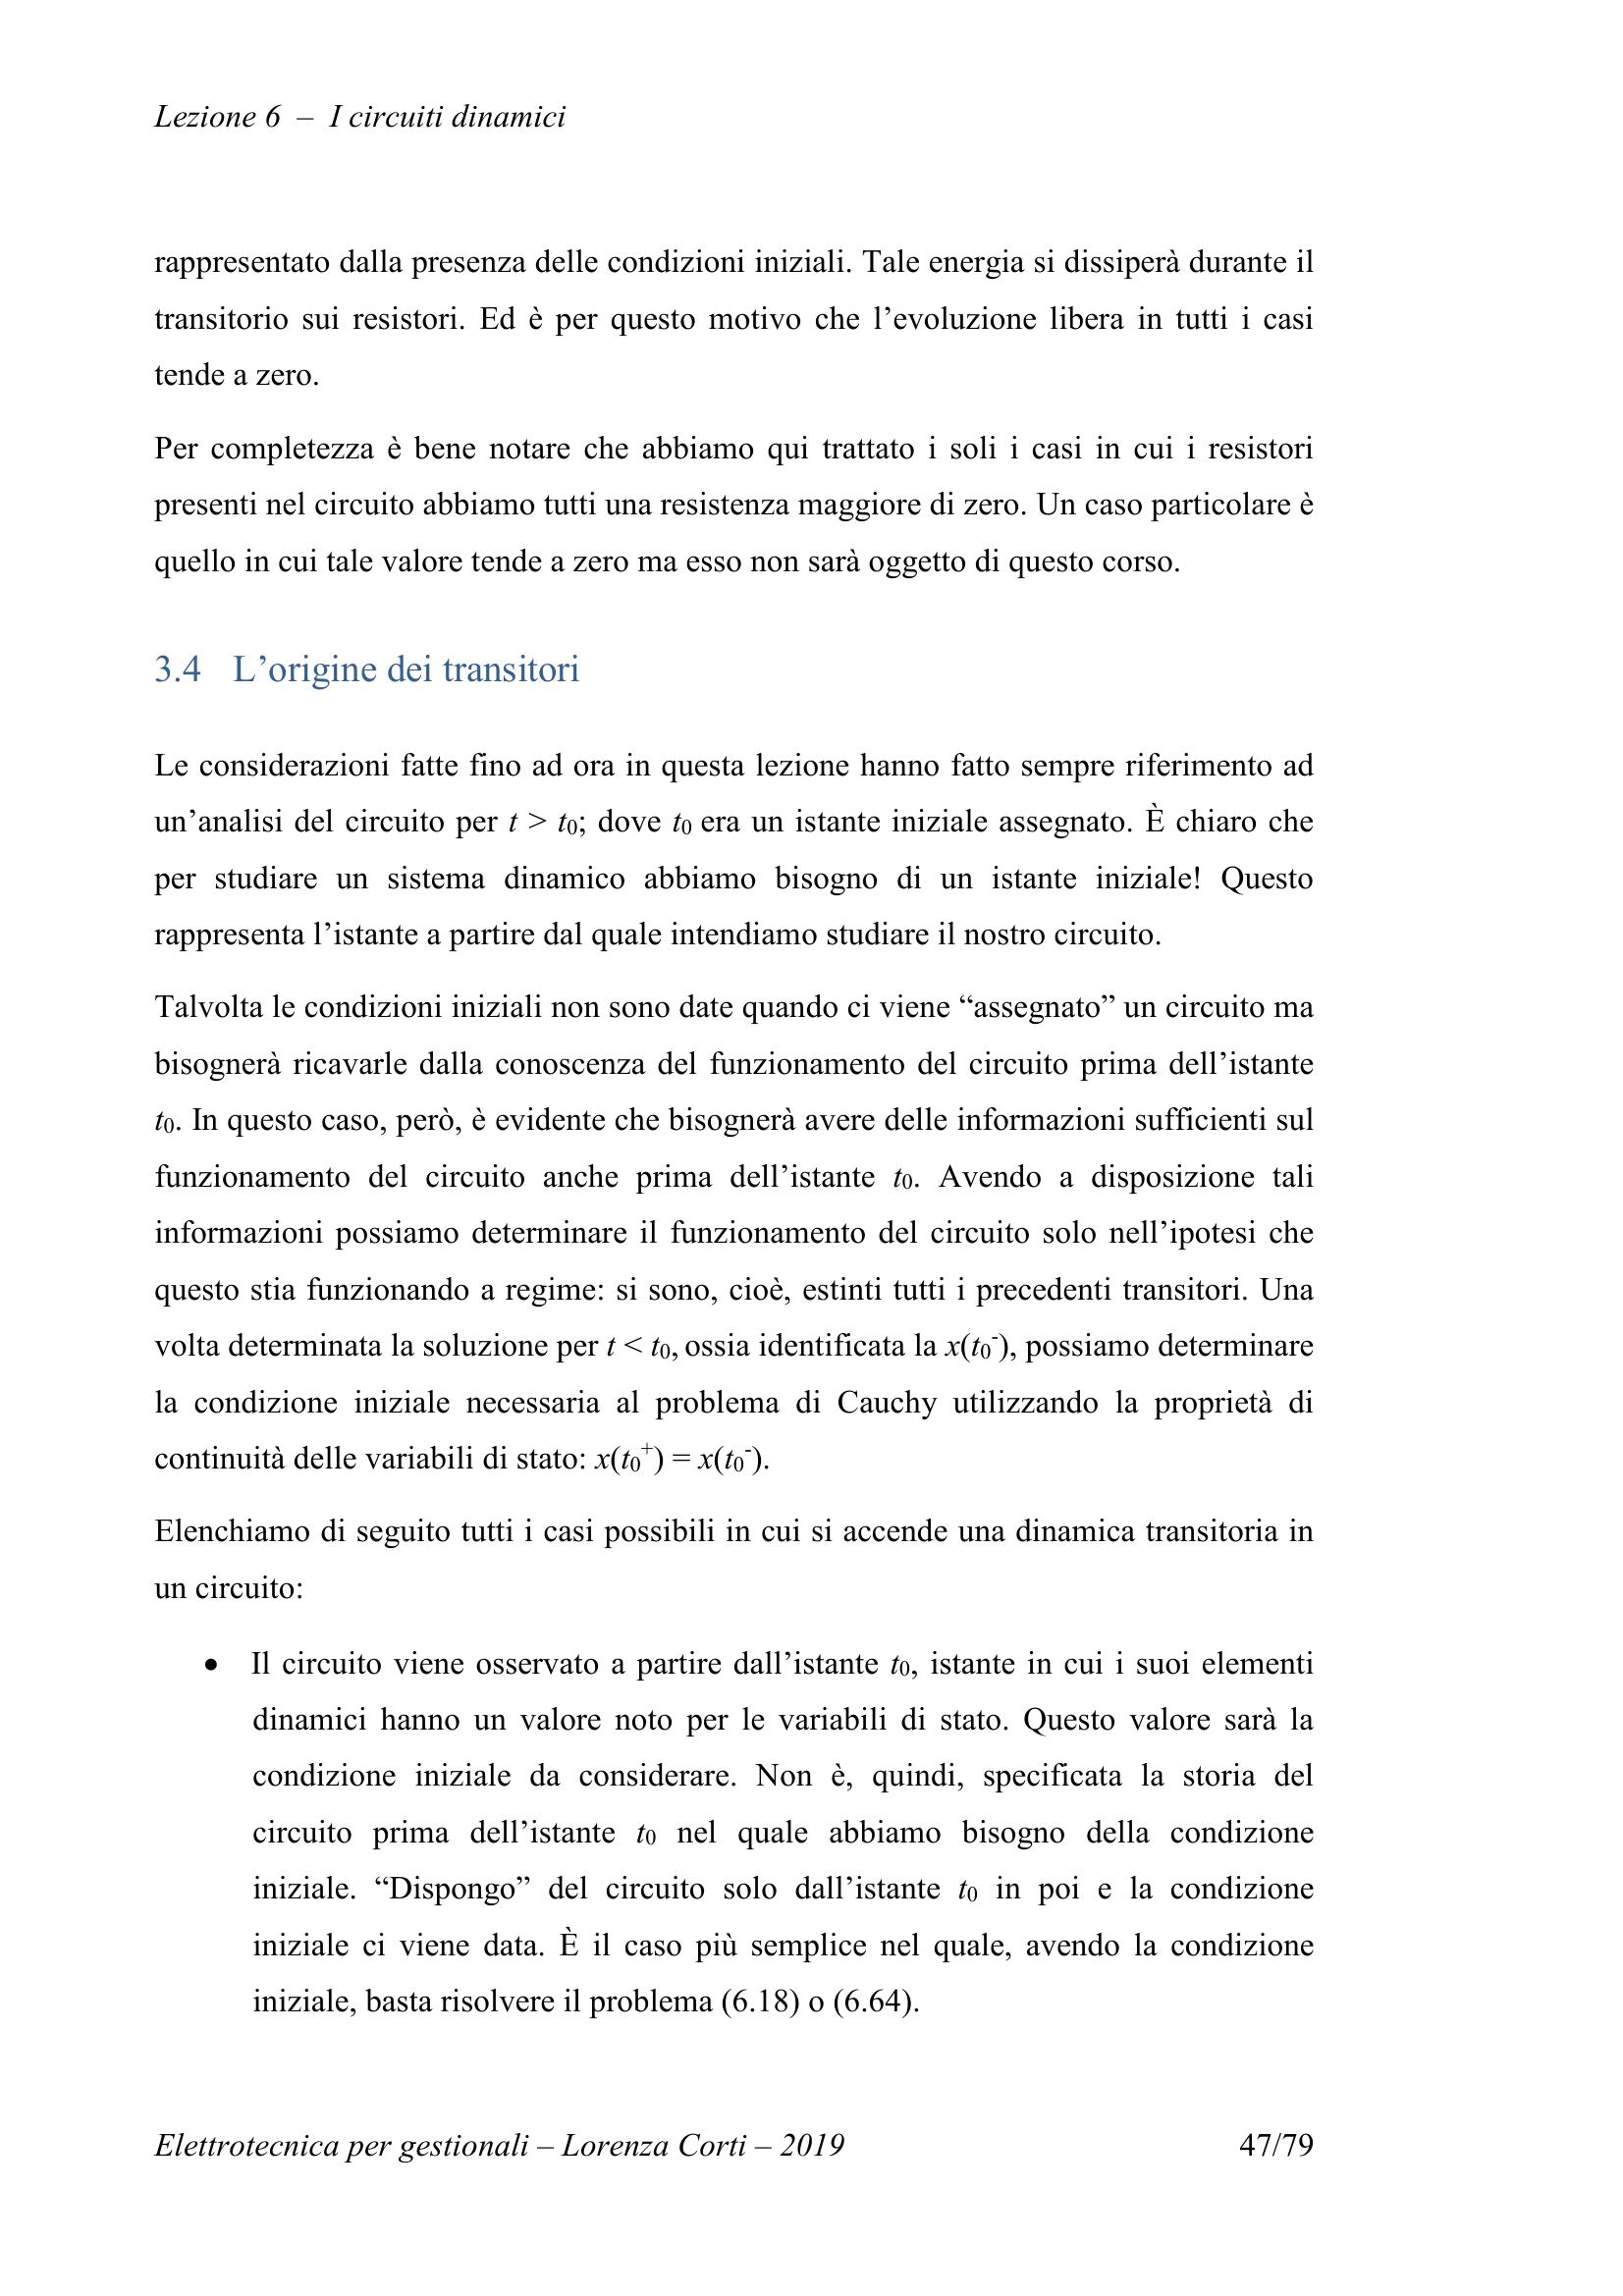 Lezione 6 – I circuiti dinamici
rappresentato dalla presenza delle condizioni iniziali. Tale energia si dissiperà durante il
transitorio sui resistori. Ed è per questo motivo che l’evoluzione libera in tutti i casi
tende a zero.
Per completezza è bene notare che abbiamo qui trattato i soli i casi in cui i resistori
presenti nel circuito abbiamo tutti una resistenza maggiore di zero. Un caso particolare è
quello in cui tale valore tende a zero ma esso non sarà oggetto di questo corso.
3.4 L’origine dei transitori
Le considerazioni fatte fino ad ora in questa lezione hanno fatto sempre riferimento ad
un’analisi del circuito per t > t₀; dove t₀ era un istante iniziale assegnato. È chiaro che
per studiare un sistema dinamico abbiamo bisogno di un istante iniziale! Questo
rappresenta l’istante a partire dal quale intendiamo studiare il nostro circuito.
Talvolta le condizioni iniziali non sono date quando ci viene “assegnato” un circuito ma
bisognerà ricavarle dalla conoscenza del funzionamento del circuito prima dell’istante
t₀. In questo caso, però, è evidente che bisognerà avere delle informazioni sufficienti sul
funzionamento del circuito anche prima dell’istante t₀. Avendo a disposizione tali
informazioni possiamo determinare il funzionamento del circuito solo nell’ipotesi che
questo stia funzionando a regime: si sono, cioè, estinti tutti i precedenti transitori. Una
volta determinata la soluzione per t < t₀, ossia identificata la x(t₀⁻), possiamo determinare
la condizione iniziale necessaria al problema di Cauchy utilizzando la proprietà di
continuità delle variabili di stato: x(t₀⁺) = x(t₀⁻).
Elenchiamo di seguito tutti i casi possibili in cui si accende una dinamica transitoria in
un circuito:
• Il circuito viene osservato a partire dall’istante t₀, istante in cui i suoi elementi
dinamici hanno un valore noto per le variabili di stato. Questo valore sarà la
condizione iniziale da considerare. Non è, quindi, specificata la storia del
circuito prima dell’istante t₀ nel quale abbiamo bisogno della condizione
iniziale. “Dispongo” del circuito solo dall’istante t₀ in poi e la condizione
iniziale ci viene data. È il caso più semplice nel quale, avendo la condizione
iniziale, basta risolvere il problema (6.18) o (6.64).
Elettrotecnica per gestionali – Lorenza Corti – 2019 47/79